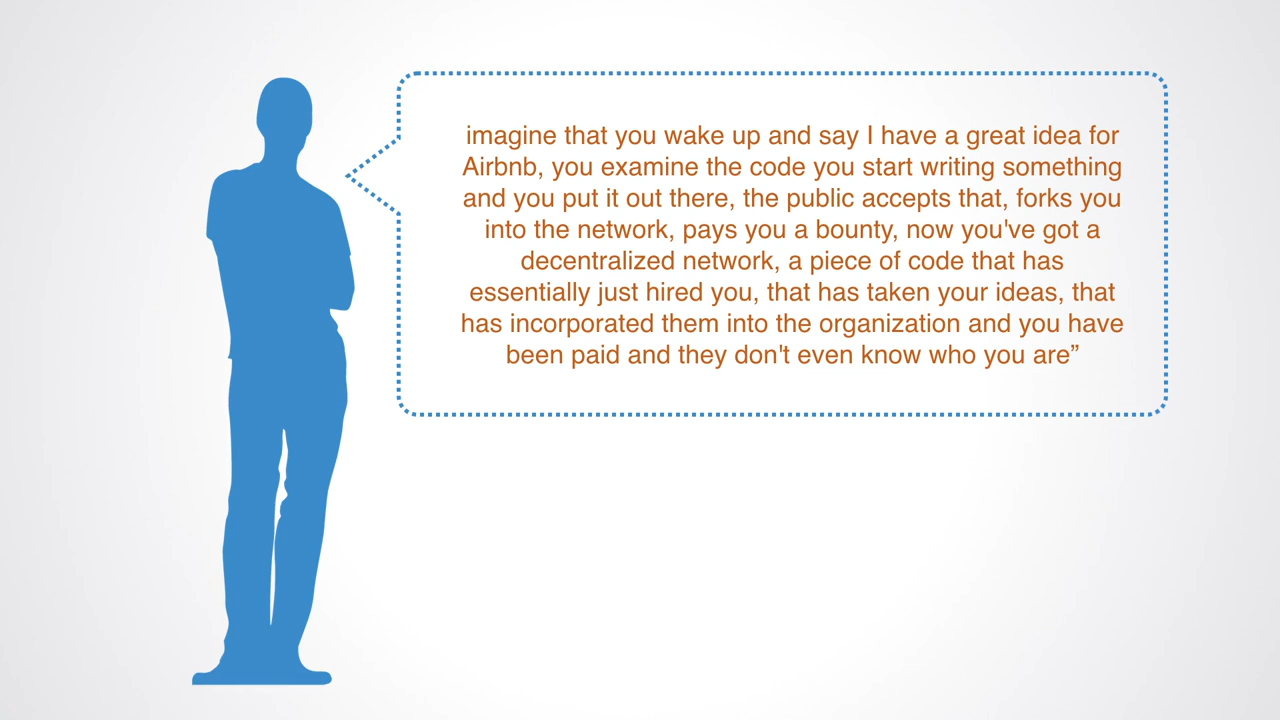 imagine that you wake up and say I have a great idea for
Airbnb, you examine the code you start writing something
and you put it out there, the public accepts that, forks you
into the network, pays you a bounty, now you've got a
decentralized network, a piece of code that has
essentially just hired you, that has taken your ideas, that
has incorporated them into the organization and you have
been paid and they don't even know who you are”